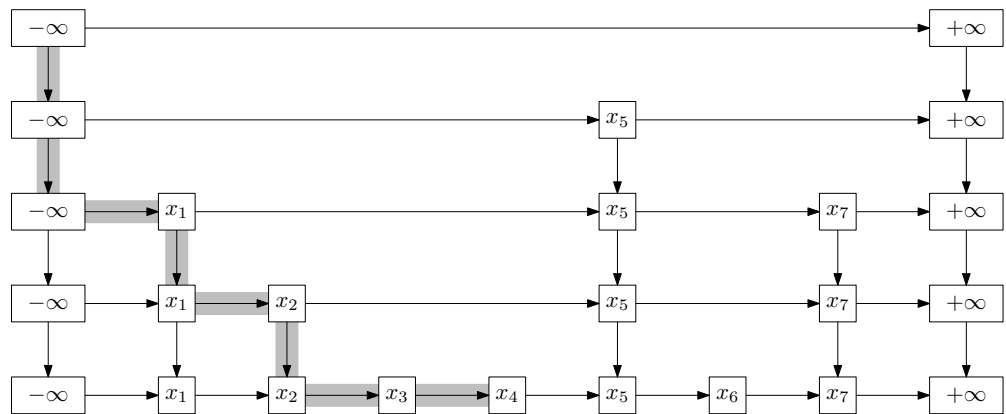 −∞ +∞
−∞ x₅ +∞
−∞ x₁ x₅ x₇ +∞
−∞ x₁ x₂ x₅ x₇ +∞
−∞ x₁ x₂ x₃ x₄ x₅ x₆ x₇ +∞